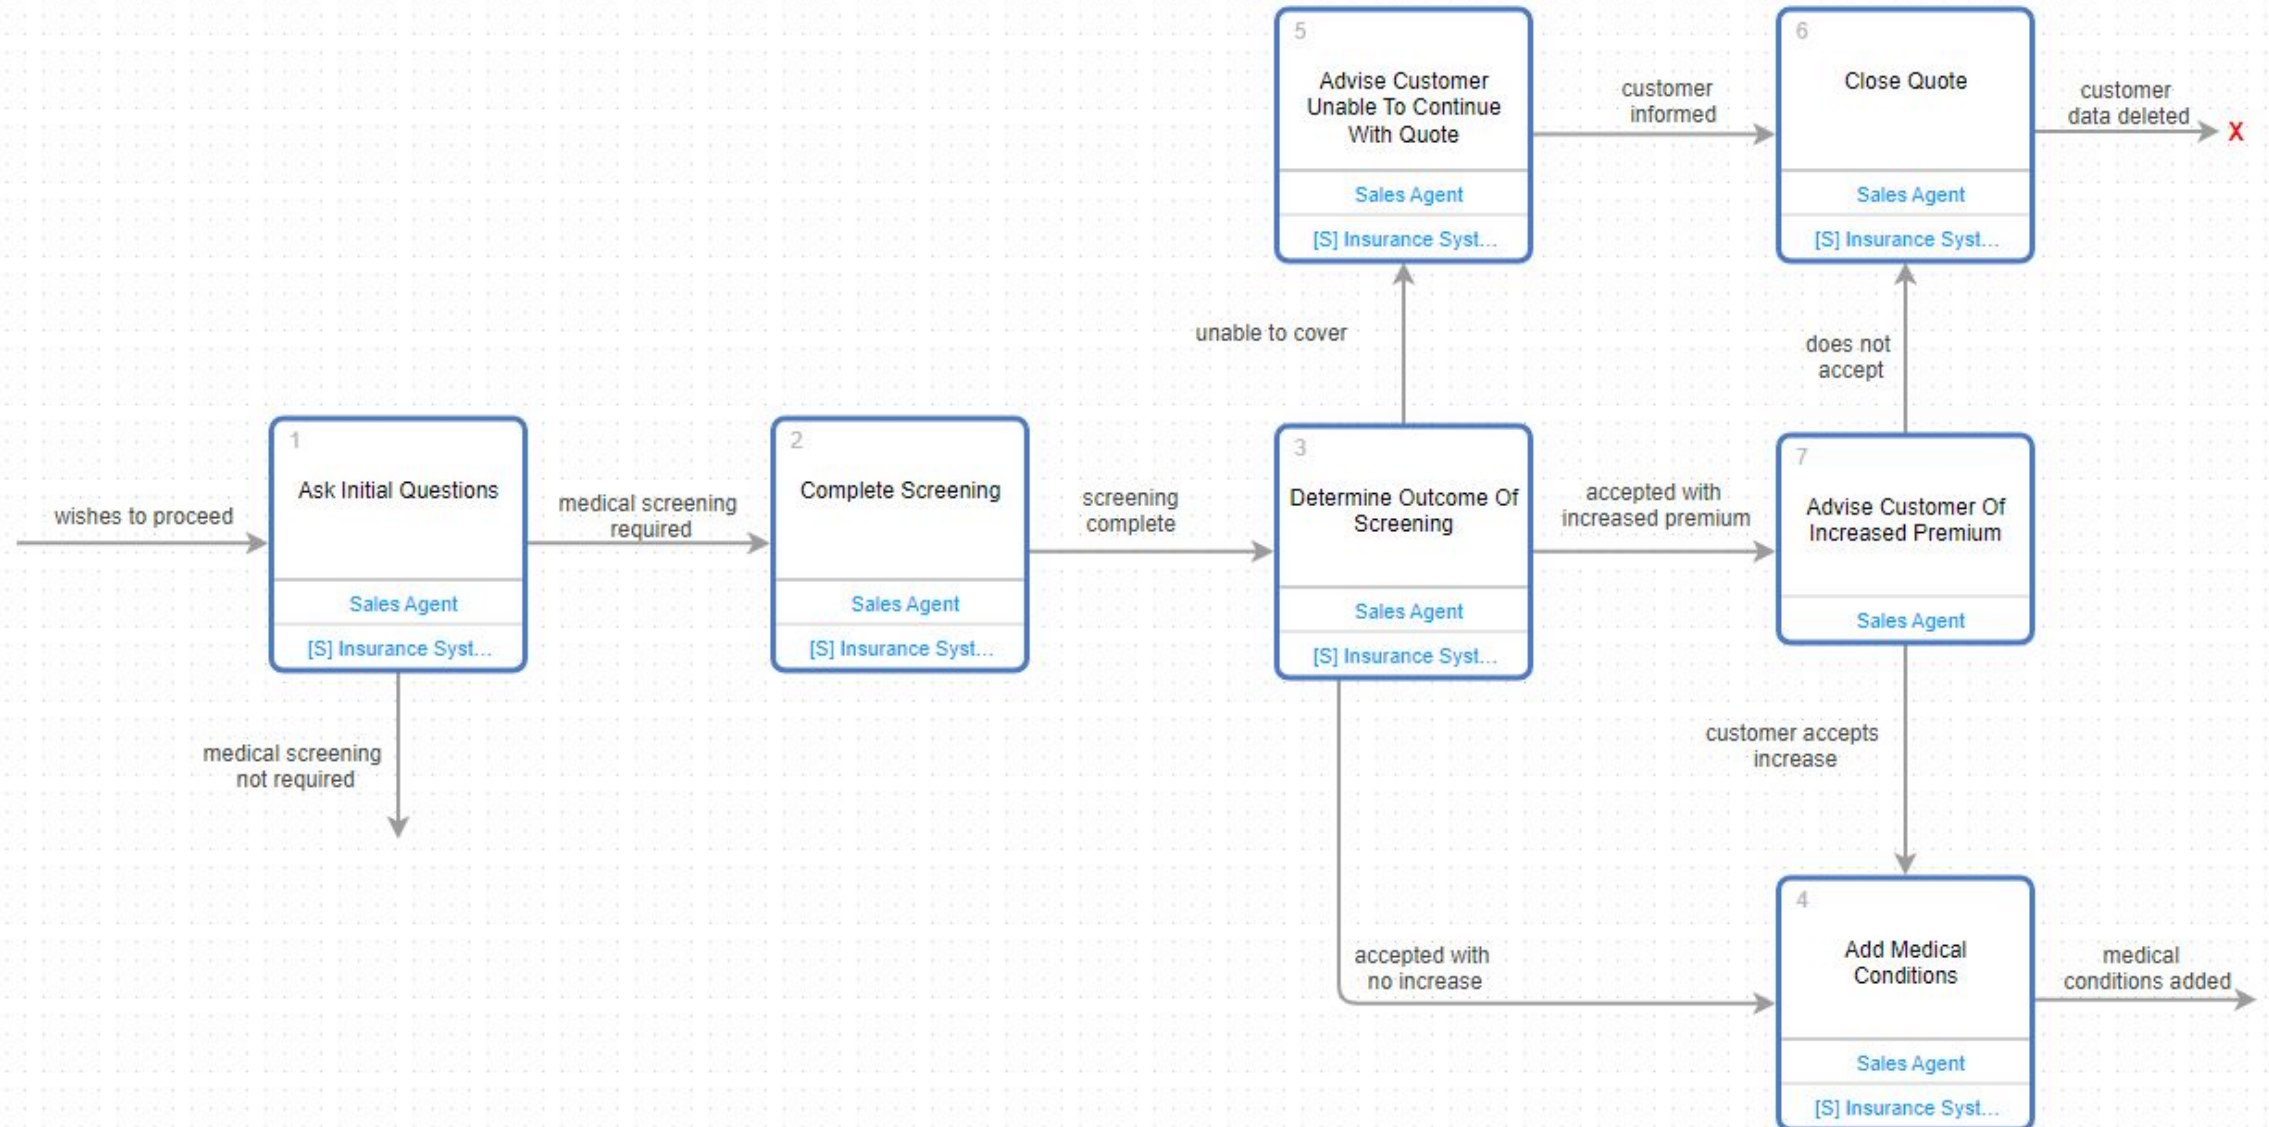 5
Advise Customer
Unable To Continue
With Quote
Sales Agent
[S] Insurance Syst...
customer
informed
6
Close Quote
Sales Agent
[S] Insurance Syst...
customer
data deleted
X
unable to cover
does not
accept
wishes to proceed
1
Ask Initial Questions
Sales Agent
[S] Insurance Syst...
medical screening
required
2
Complete Screening
Sales Agent
[S] Insurance Syst...
screening
complete
3
Determine Outcome Of
Screening
Sales Agent
[S] Insurance Syst...
accepted with
increased premium
7
Advise Customer Of
Increased Premium
Sales Agent
medical screening
not required
customer accepts
increase
accepted with
no increase
4
Add Medical
Conditions
Sales Agent
[S] Insurance Syst...
medical
conditions added